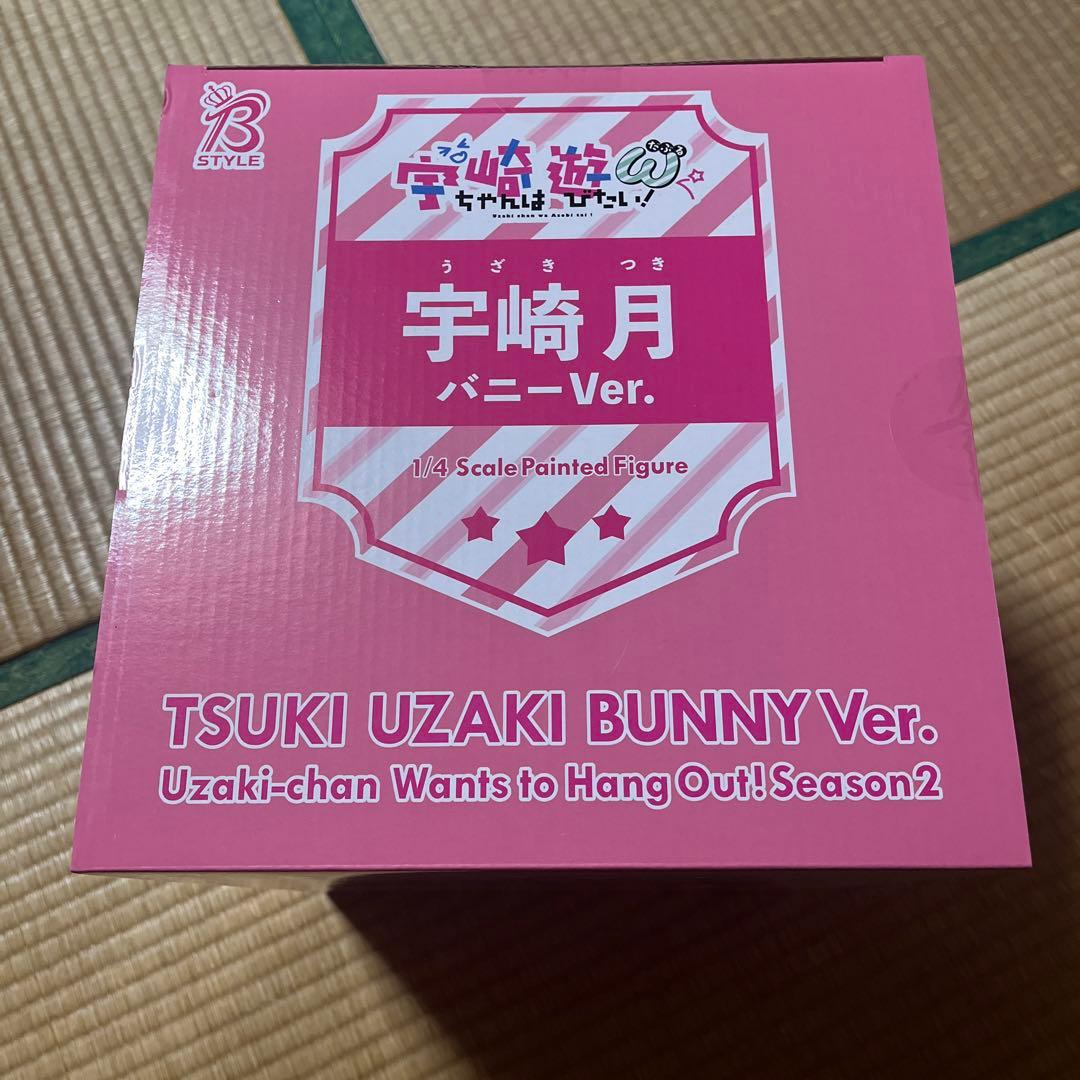 B
STYLE
宇崎ちゃんは遊びたい!ω
だぶる
Uzaki chan wa Asobi tai !
うざき つき
宇崎 月
バニーVer.
1/4 Scale Painted Figure
TSUKI UZAKI BUNNY Ver.
Uzaki-chan Wants to Hang Out! Season2